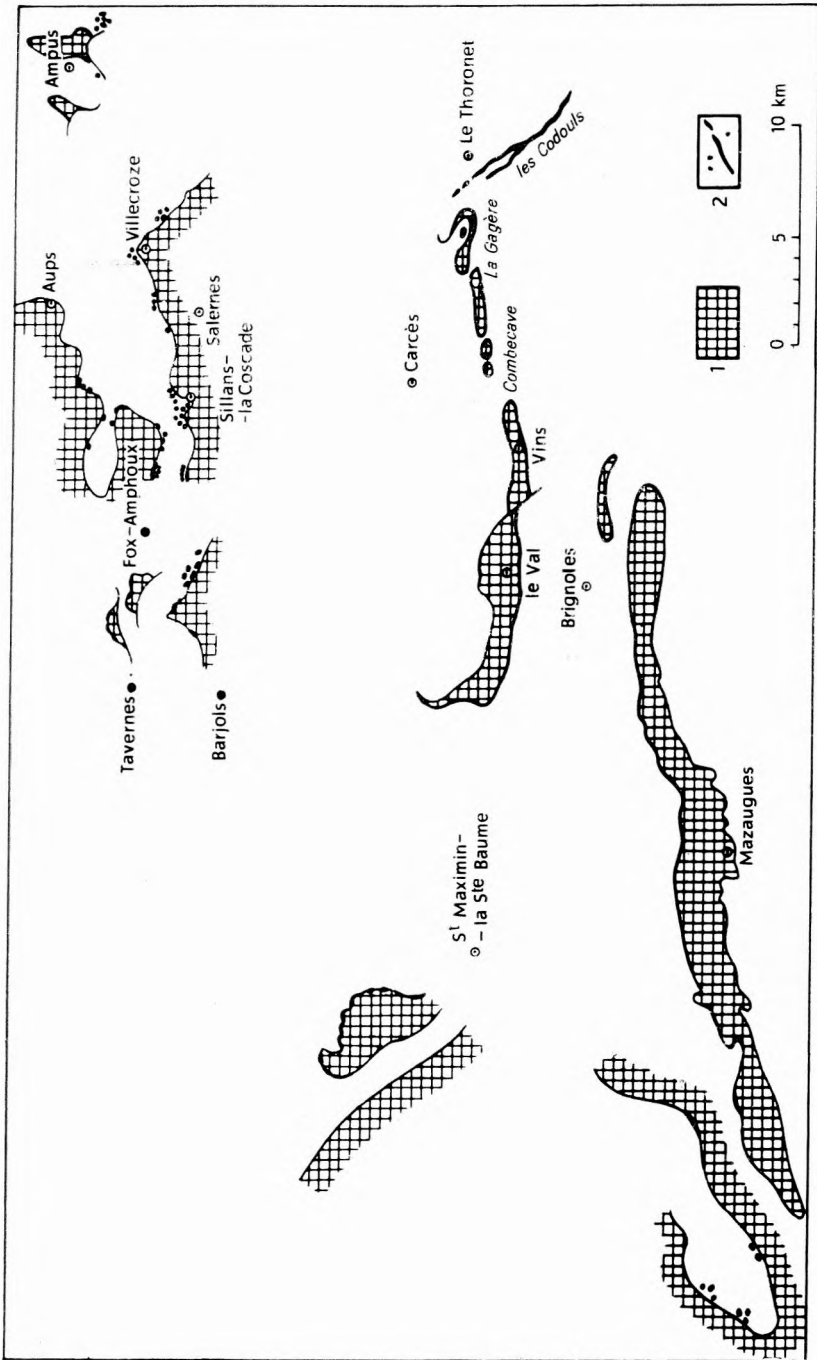 Ampus
Aups
Villecroze
Salernes
Sillans-
-la Coscade
Fox-Amphoux
Tavernes
Barjols
Le Thoronet
les Codouls
La Gagère
Carcès
Combecave
Vins
le Val
Brignoles
St Maximin-
- la Ste Baume
Mazaugues
1
2
0 5 10 km